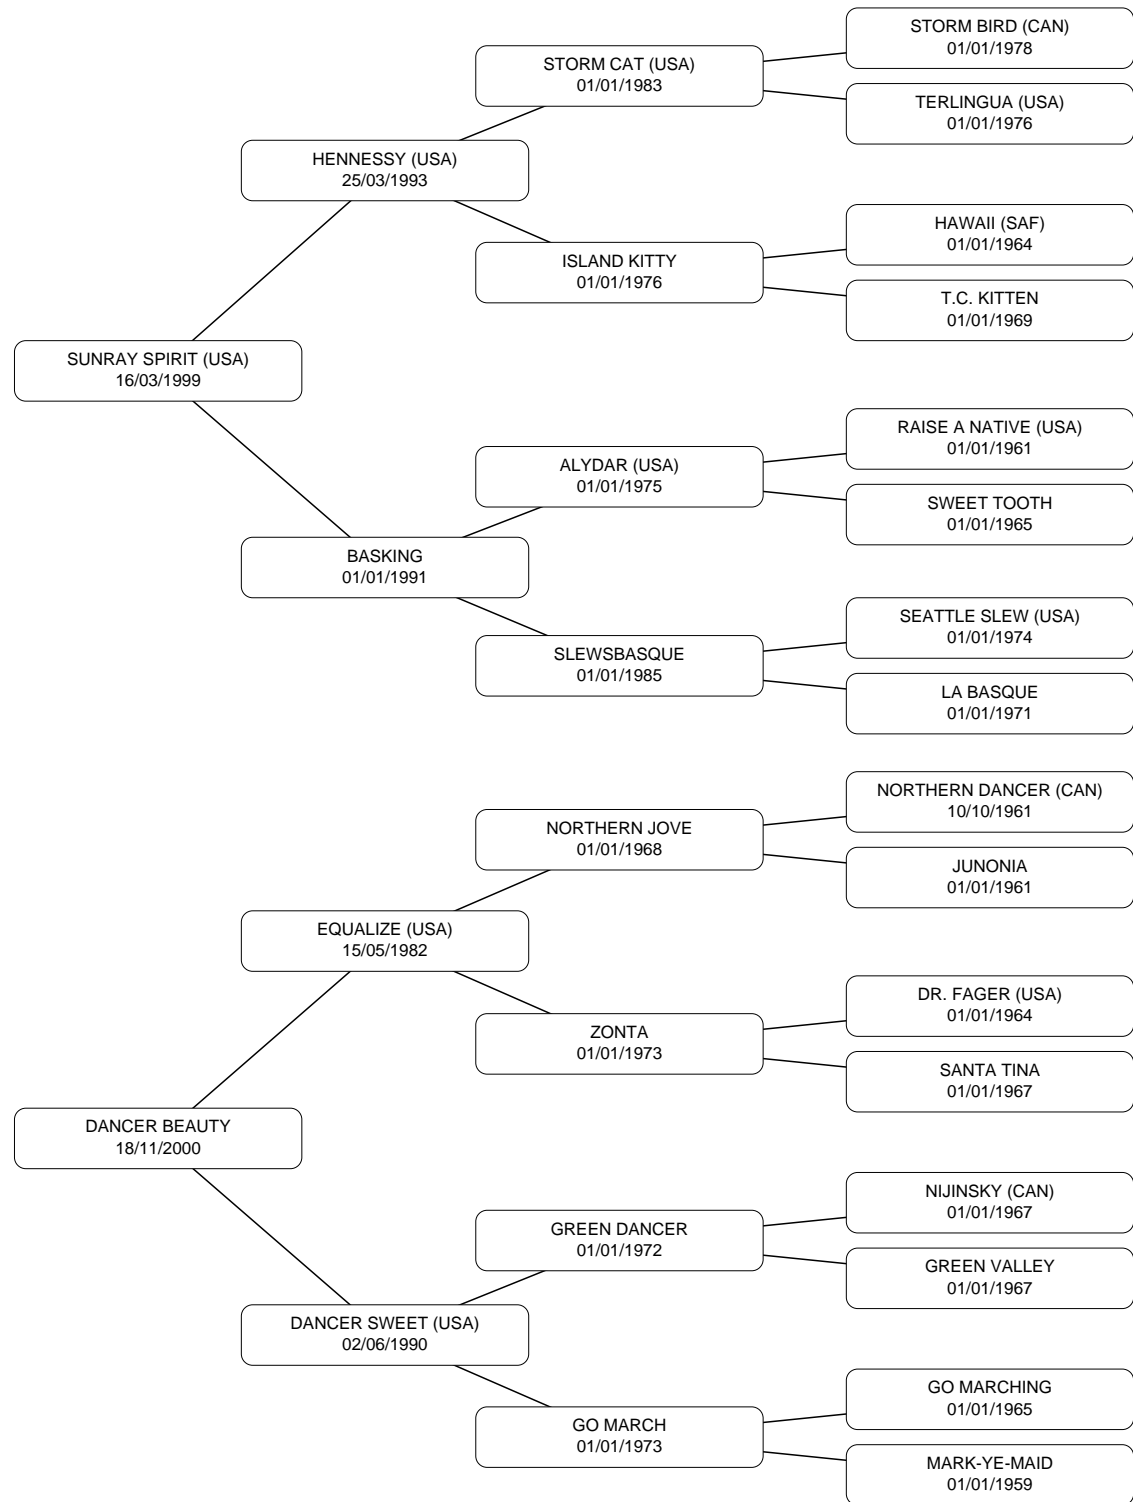 STORM BIRD (CAN)
01/01/1978
STORM CAT (USA)
01/01/1983
TERLINGUA (USA)
01/01/1976
HENNESSY (USA)
25/03/1993
HAWAII (SAF)
01/01/1964
ISLAND KITTY
01/01/1976
T.C. KITTEN
01/01/1969
SUNRAY SPIRIT (USA)
16/03/1999
RAISE A NATIVE (USA)
01/01/1961
ALYDAR (USA)
01/01/1975
SWEET TOOTH
01/01/1965
BASKING
01/01/1991
SEATTLE SLEW (USA)
01/01/1974
SLEWSBASQUE
01/01/1985
LA BASQUE
01/01/1971
NORTHERN DANCER (CAN)
10/10/1961
NORTHERN JOVE
01/01/1968
JUNONIA
01/01/1961
EQUALIZE (USA)
15/05/1982
DR. FAGER (USA)
01/01/1964
ZONTA
01/01/1973
SANTA TINA
01/01/1967
DANCER BEAUTY
18/11/2000
NIJINSKY (CAN)
01/01/1967
GREEN DANCER
01/01/1972
GREEN VALLEY
01/01/1967
DANCER SWEET (USA)
02/06/1990
GO MARCHING
01/01/1965
GO MARCH
01/01/1973
MARK-YE-MAID
01/01/1959